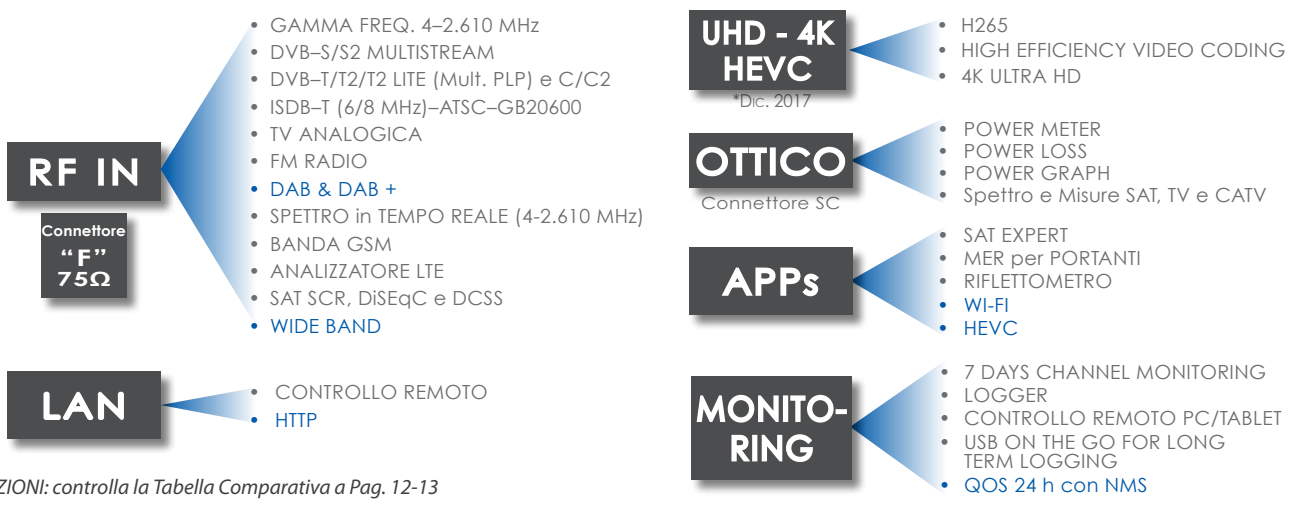 RF IN
Connettore
“F”
75Ω
• GAMMA FREQ. 4–2.610 MHz
• DVB–S/S2 MULTISTREAM
• DVB–T/T2/T2 LITE (Mult. PLP) e C/C2
• ISDB–T (6/8 MHz)–ATSC–GB20600
• TV ANALOGICA
• FM RADIO
• DAB & DAB +
• SPETTRO in TEMPO REALE (4-2.610 MHz)
• BANDA GSM
• ANALIZZATORE LTE
• SAT SCR, DiSEqC e DCSS
• WIDE BAND
LAN
• CONTROLLO REMOTO
• HTTP
ZIONI: controlla la Tabella Comparativa a Pag. 12-13
UHD - 4K
HEVC
*Dic. 2017
• H265
• HIGH EFFICIENCY VIDEO CODING
• 4K ULTRA HD
OTTICO
Connettore SC
• POWER METER
• POWER LOSS
• POWER GRAPH
• Spettro e Misure SAT, TV e CATV
APPs
• SAT EXPERT
• MER per PORTANTI
• RIFLETTOMETRO
• WI-FI
• HEVC
MONITO-
RING
• 7 DAYS CHANNEL MONITORING
• LOGGER
• CONTROLLO REMOTO PC/TABLET
• USB ON THE GO FOR LONG
TERM LOGGING
• QOS 24 h con NMS